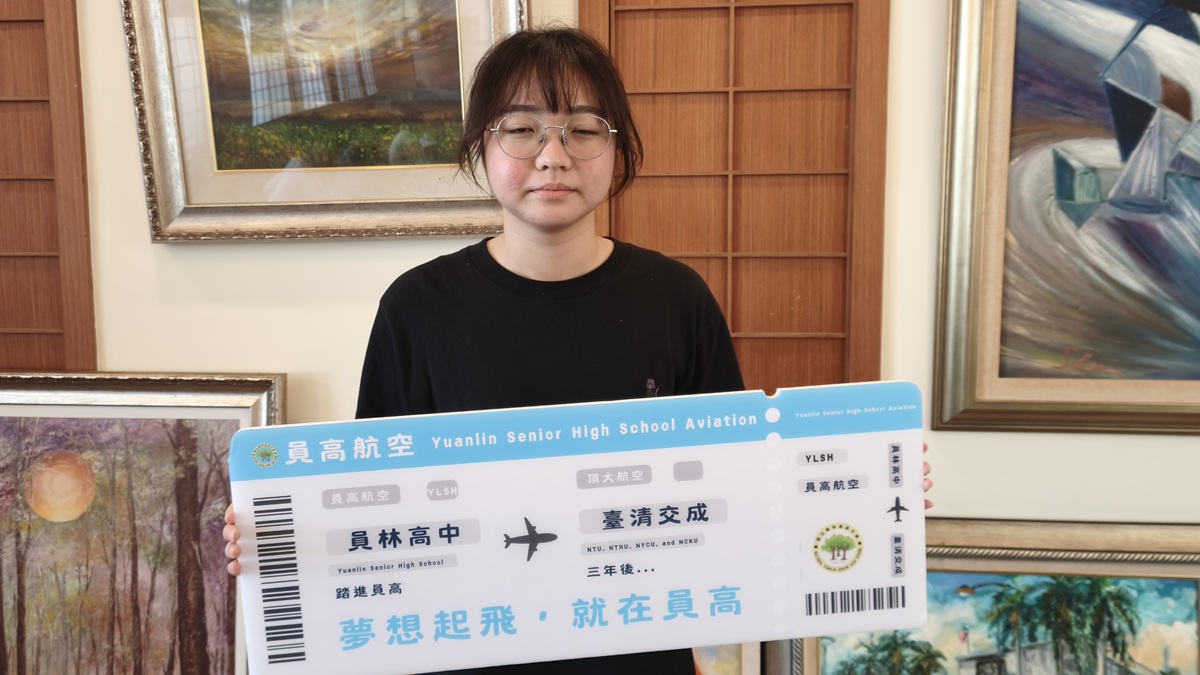 員高航空 Yuanlin Senior High School Aviation
員高航空 YLSH
員林高中
Yuanlin Senior High School
踏進員高
頂大航空
臺清交成
NTU, NTHU, NYCU, and NCKU
三年後...
夢想起飛，就在員高
Yuanlin Senior High School Aviation
YLSH
員高航空
員林高中
臺清交成